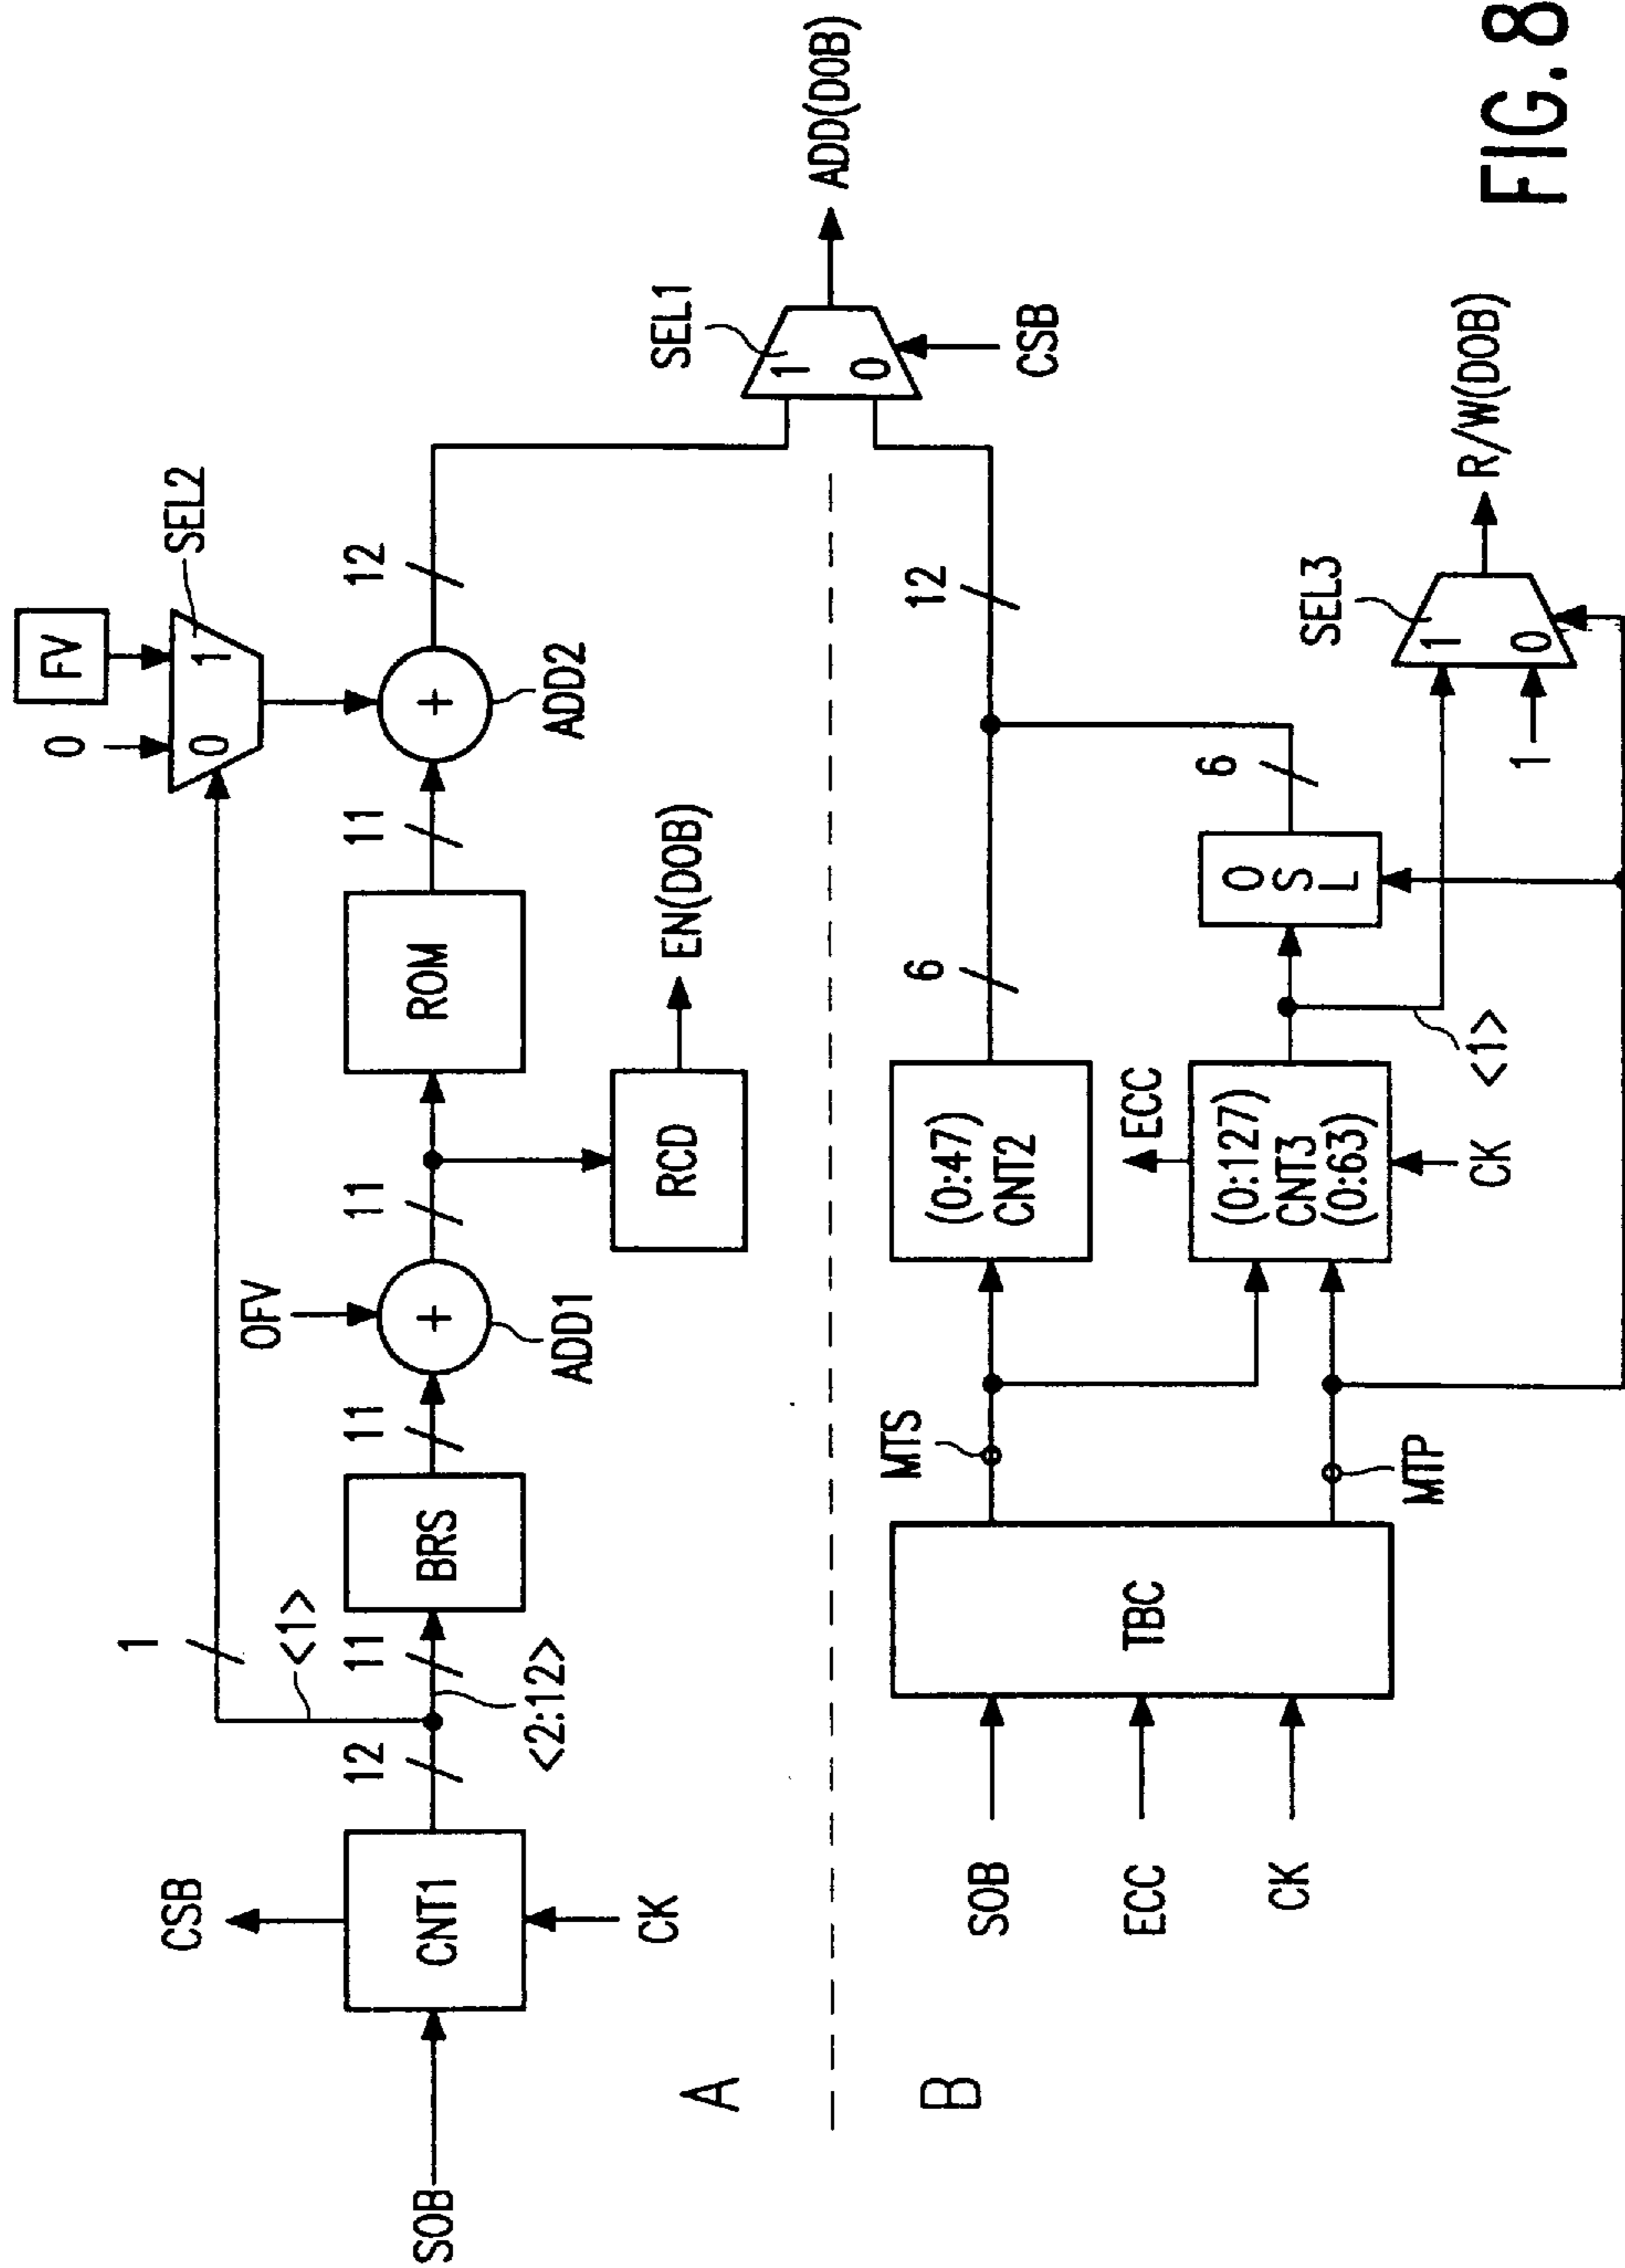 FV
0
0 1
SEL2
1
<1>
OFV
CSB
SOB
CNT1
CK
12
<2:12>
11
BRS
11
ADD1
+
11
RCD
EN(DOB)
ROM
11
ADD2
+
12
SEL1
1
0
CSB
ADD(DOB)
A
B
SOB
ECC
CK
TBC
MTS
MTP
(0:47)
CNT2
6
ECC
(0:127)
CNT3
(0:63)
CK
<1>
OSL
6
12
SEL3
1
0
1
R/W(DOB)
FIG. 8